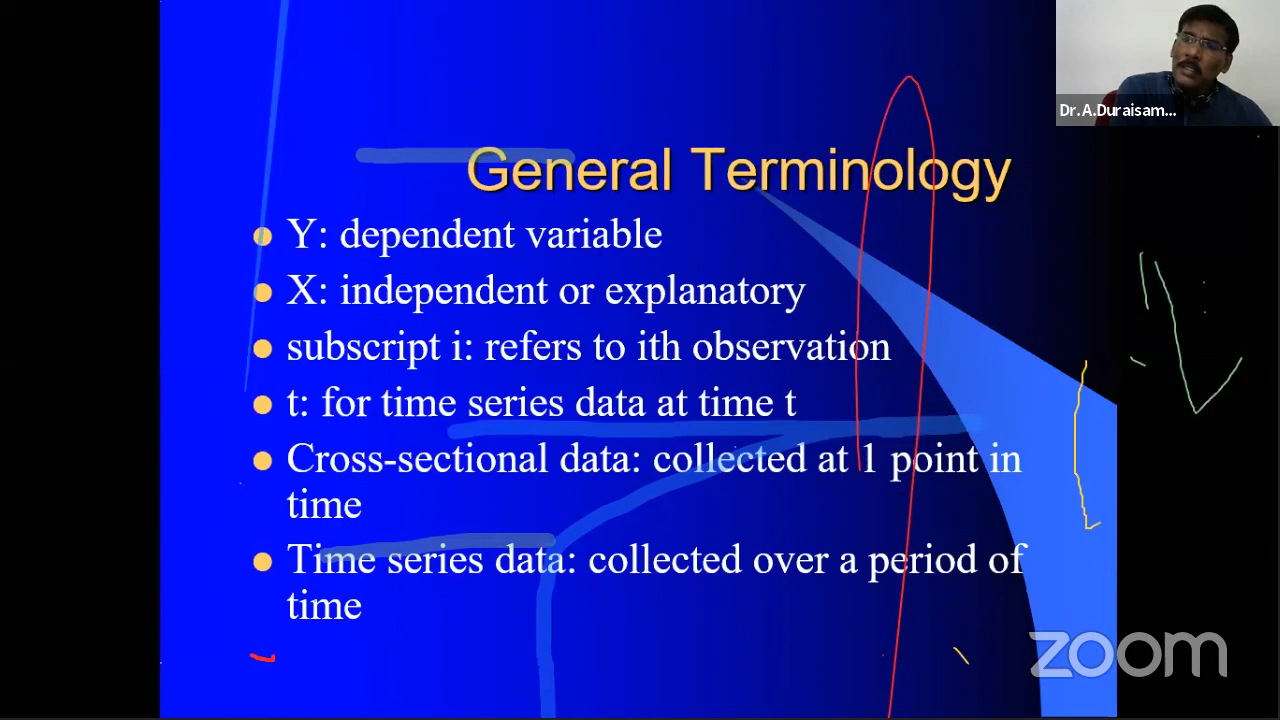 Dr.A.Duraisam...
General Terminology
Y: dependent variable
X: independent or explanatory
subscript i: refers to ith observation
t: for time series data at time t
Cross-sectional data: collected at 1 point in
time
Time series data: collected over a period of
time
zoom